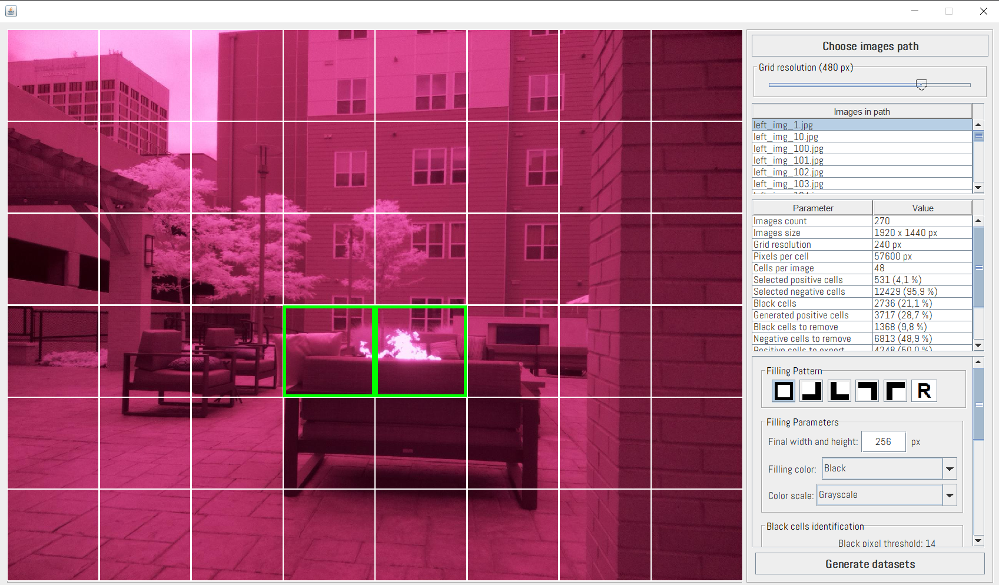 Choose images path
Grid resolution (480 px)
Images in path
left_img_1.jpg
left_img_10.jpg
left_img_100.jpg
left_img_101.jpg
left_img_102.jpg
left_img_103.jpg
Parameter Value
Images count 270
Images size 1920 x 1440 px
Grid resolution 240 px
Pixels per cell 57600 px
Cells per image 48
Selected positive cells 531 (4,1 %)
Selected negative cells 12429 (95,9 %)
Black cells 2736 (21,1 %)
Generated positive cells 3717 (28,7 %)
Black cells to remove 1368 (9,8 %)
Negative cells to remove 6813 (48,9 %)
Positive cells to export 4248 (50,0 %)
Filling Pattern
R
Filling Parameters
Final width and height: 256 px
Filling color: Black
Color scale: Grayscale
Black cells identification
Black pixel threshold: 14
Generate datasets